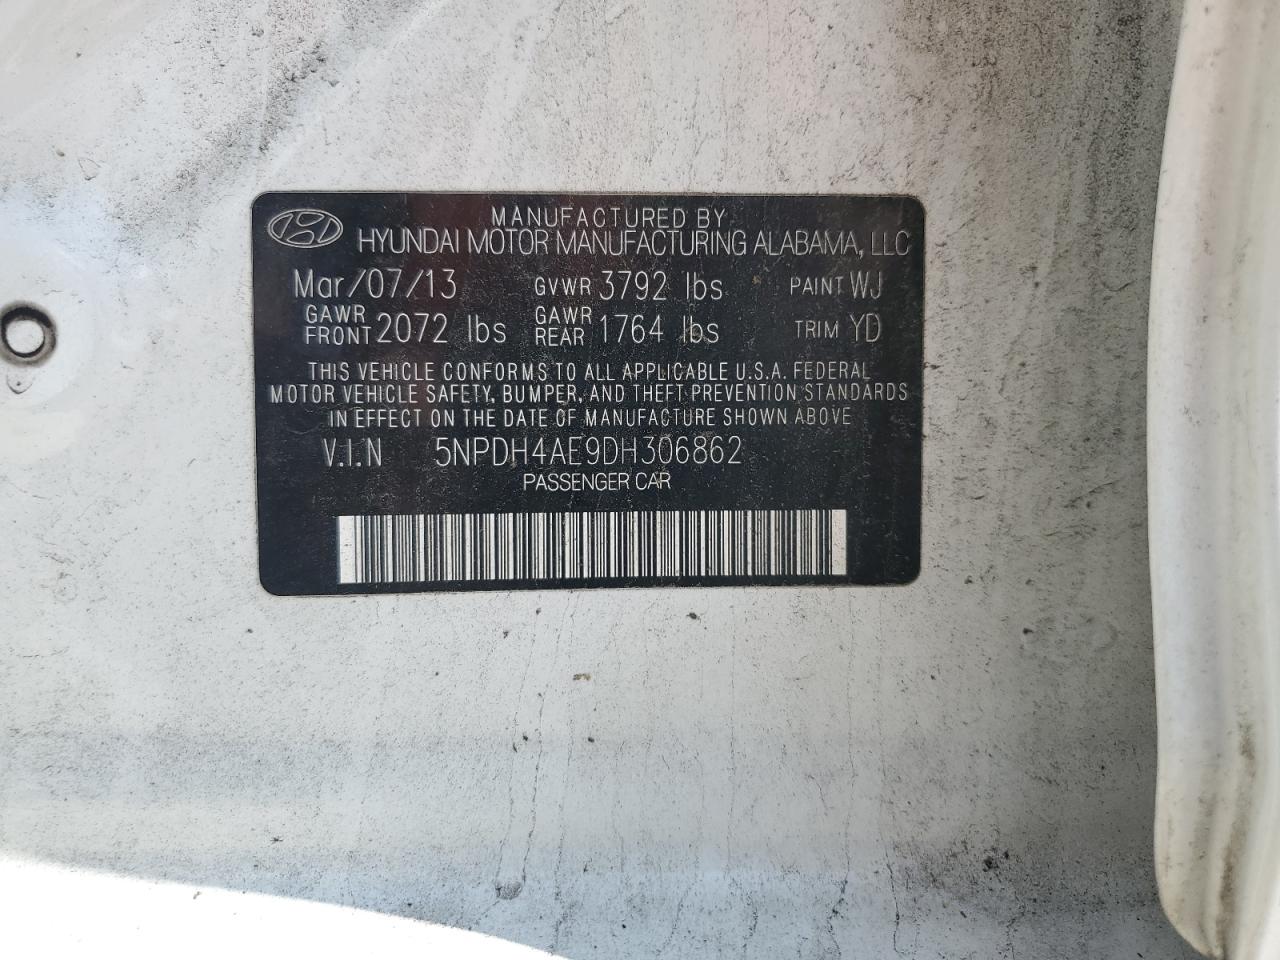 MANUFACTURED BY
HYUNDAI MOTOR MANUFACTURING ALABAMA, LLC
Mar/07/13 GVWR 3792 lbs PAINT WJ
GAWR FRONT 2072 lbs GAWR REAR 1764 lbs TRIM YD
THIS VEHICLE CONFORMS TO ALL APPLICABLE U.S.A. FEDERAL
MOTOR VEHICLE SAFETY, BUMPER, AND THEFT PREVENTION STANDARDS
IN EFFECT ON THE DATE OF MANUFACTURE SHOWN ABOVE
V.I.N 5NPDH4AE9DH306862
PASSENGER CAR